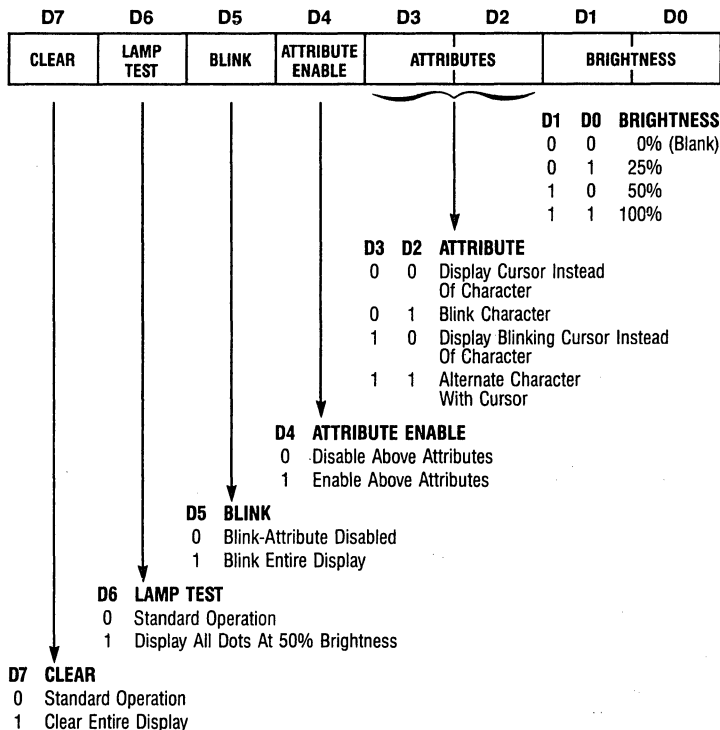 D7 D6 D5 D4 D3 D2 D1 D0
CLEAR LAMP TEST BLINK ATTRIBUTE ENABLE ATTRIBUTES BRIGHTNESS
D1 D0 BRIGHTNESS
0 0 0% (Blank)
0 1 25%
1 0 50%
1 1 100%
D3 D2 ATTRIBUTE
0 0 Display Cursor Instead
Of Character
0 1 Blink Character
1 0 Display Blinking Cursor Instead
Of Character
1 1 Alternate Character
With Cursor
D4 ATTRIBUTE ENABLE
0 Disable Above Attributes
1 Enable Above Attributes
D5 BLINK
0 Blink-Attribute Disabled
1 Blink Entire Display
D6 LAMP TEST
0 Standard Operation
1 Display All Dots At 50% Brightness
D7 CLEAR
0 Standard Operation
1 Clear Entire Display